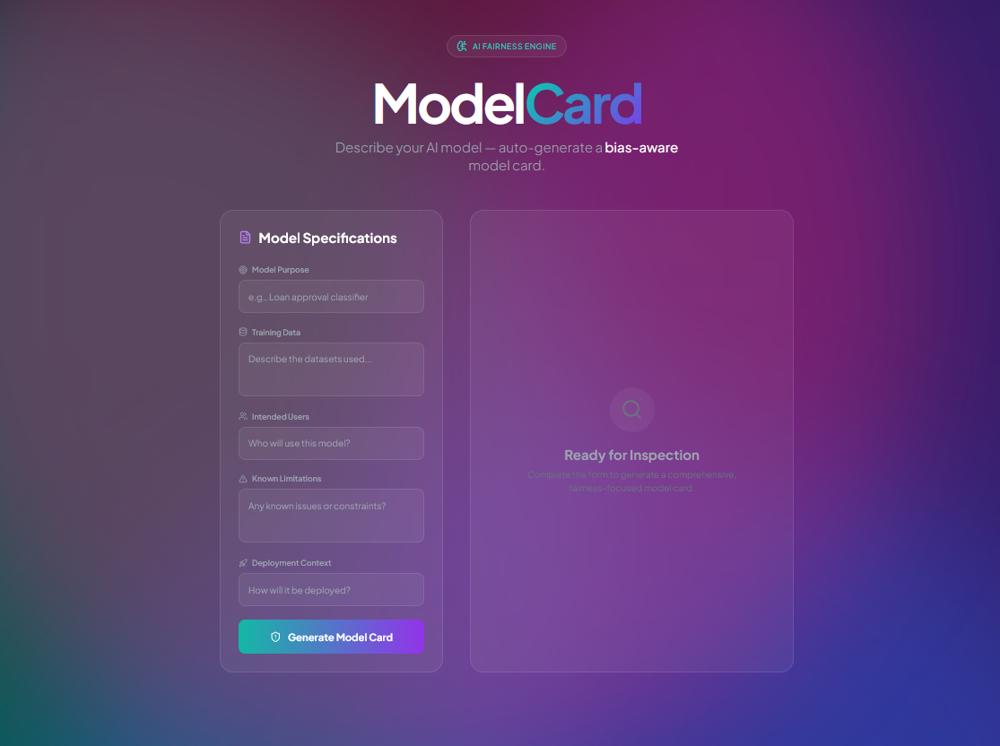 AI FAIRNESS ENGINE
ModelCard
Describe your AI model — auto-generate a bias-aware
model card.
Model Specifications
Model Purpose
e.g., Loan approval classifier
Training Data
Describe the datasets used...
Intended Users
Who will use this model?
Known Limitations
Any known issues or constraints?
Deployment Context
How will it be deployed?
Generate Model Card
Ready for Inspection
Complete the form to generate a comprehensive,
fairness-focused model card.